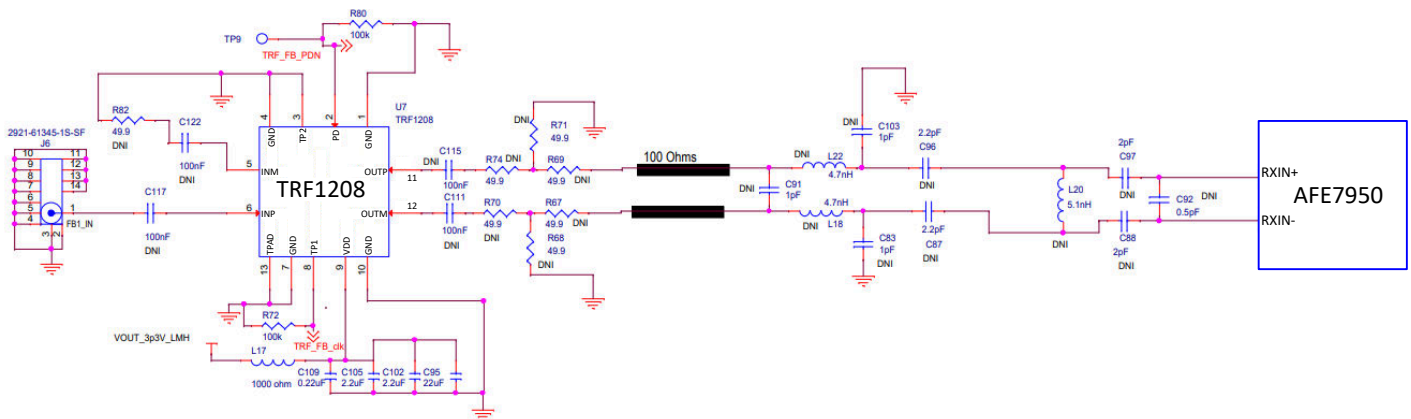 R80
100k
TP9
TRF_FB_PDN
R82
49.9
DNI
C122
100nF
DNI
2921-61345-1S-SF
J6
10
9
8
7
6
5
4
11
12
13
14
1
3
2
FB1_IN
C117
100nF
DNI
4
GND
3
TP2
2
PD
1
GND
U7
TRF1208
5
INM
6
INP
TRF1208
OUTP
11
OUTM
12
TPAD
13
GND
7
TP1
8
VDD
9
GND
10
R72
100k
TRF_FB_clk
VOUT_3p3V_LMH
L17
1000 ohm
C109
0.22uF
C105
2.2uF
C102
2.2uF
C95
22uF
DNI
C115
100nF
C111
100nF
DNI
R74
49.9
DNI
DNI
R71
49.9
R69
49.9
R70
49.9
DNI
R67
49.9
R68
49.9
DNI
DNI
100 Ohms
C91
1pF
DNI
DNI
L22
4.7nH
4.7nH
L18
DNI
DNI
C103
1pF
C83
1pF
DNI
2.2pF
C96
DNI
2.2pF
C87
DNI
L20
5.1nH
DNI
2pF
C97
DNI
C88
2pF
DNI
C92
0.5pF
DNI
RXIN+
RXIN-
AFE7950